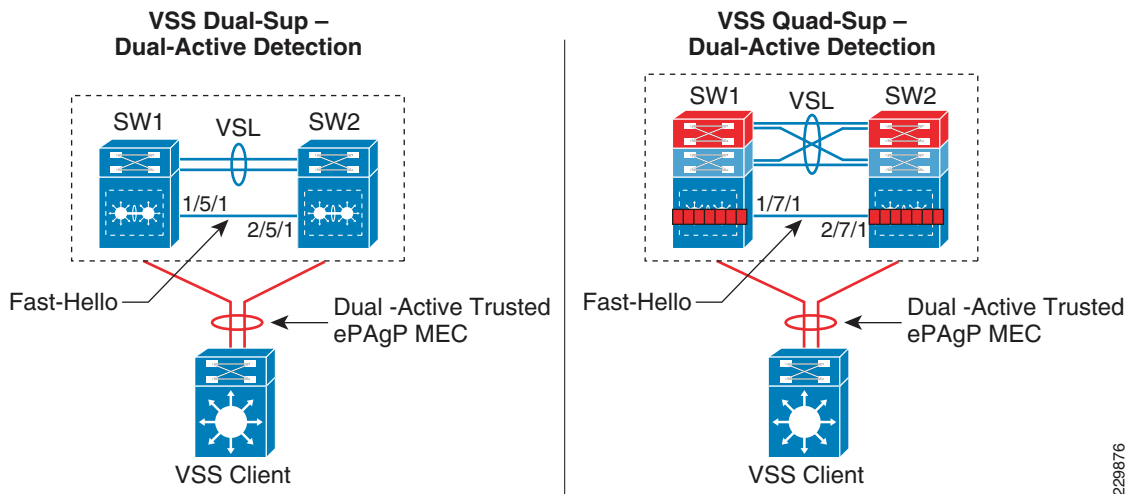 VSS Dual-Sup –
Dual-Active Detection
SW1
VSL
SW2
1/5/1
2/5/1
Fast-Hello
Dual -Active Trusted
ePAgP MEC
VSS Client
VSS Quad-Sup –
Dual-Active Detection
SW1
VSL
SW2
1/7/1
2/7/1
Fast-Hello
Dual -Active Trusted
ePAgP MEC
VSS Client
229876